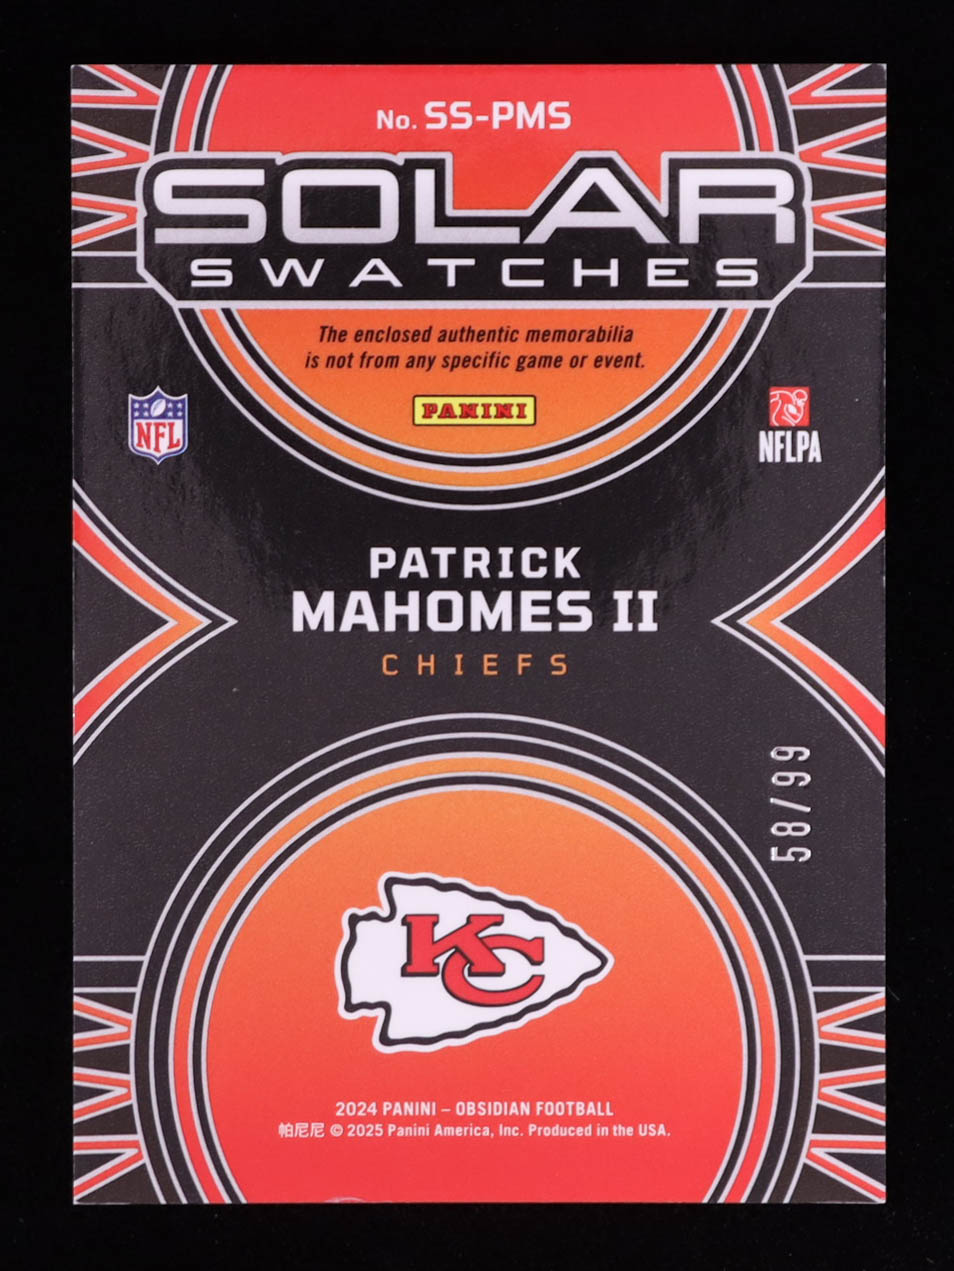 No. SS-PMS
SOLAR
SWATCHES
The enclosed authentic memorabilia
is not from any specific game or event.
PANINI
NFL
NFLPA
PATRICK
MAHOMES II
CHIEFS
58/99
KC
2024 PANINI – OBSIDIAN FOOTBALL
帕尼尼 © 2025 Panini America, Inc. Produced in the USA.